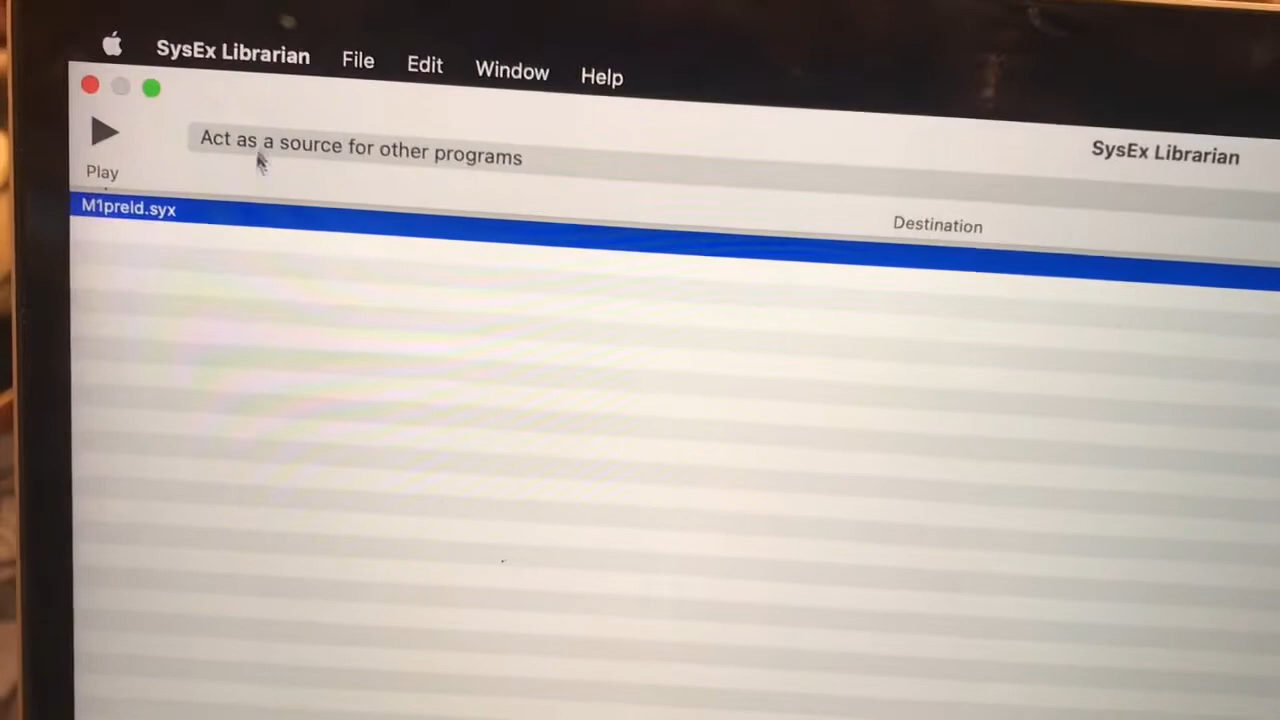 SysEx Librarian File Edit Window Help
SysEx Librarian
Act as a source for other programs
Play
Destination
M1preld.syx